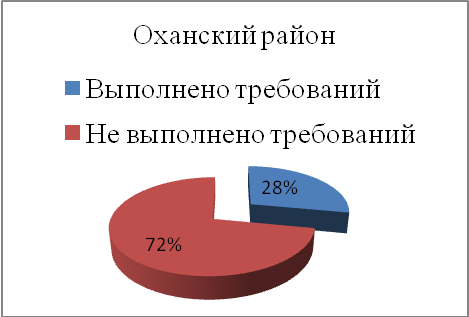 Оханский район
Выполнено требований
Не выполнено требований
28%
72%